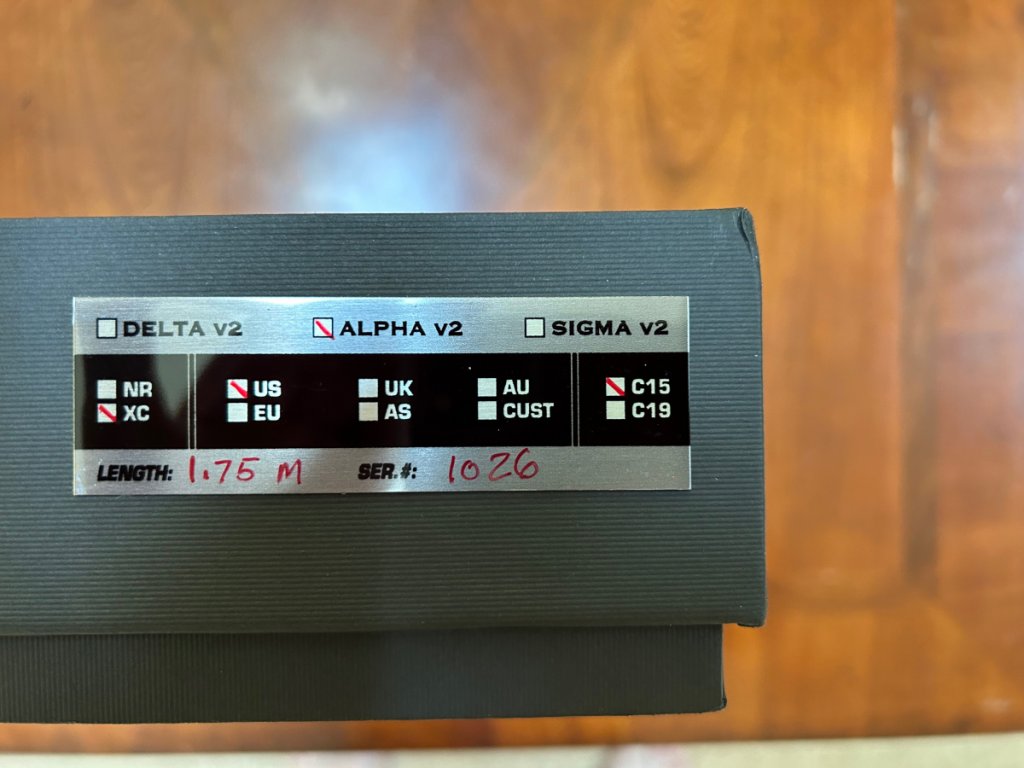 DELTA v2 ALPHA v2 SIGMA v2
NR US UK AU C15
XC EU AS CUST C19
LENGTH: 1.75 M SER.#: 1026